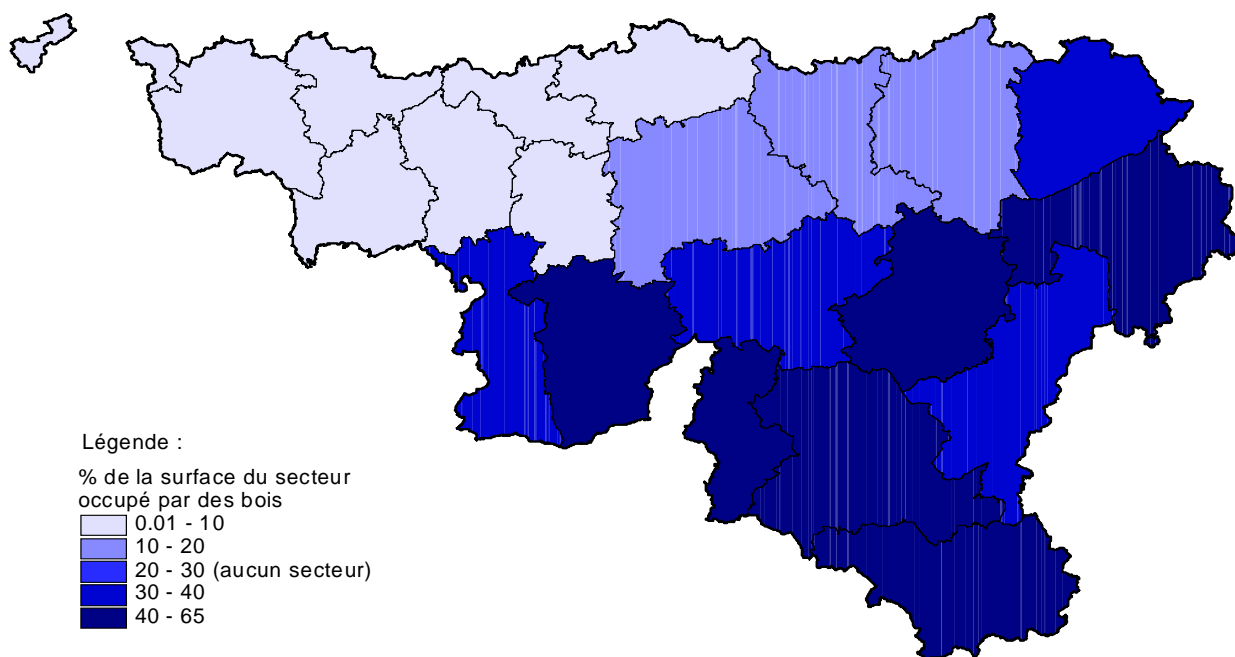 Légende :
% de la surface du secteur
occupé par des bois
0.01 - 10
10 - 20
20 - 30 (aucun secteur)
30 - 40
40 - 65